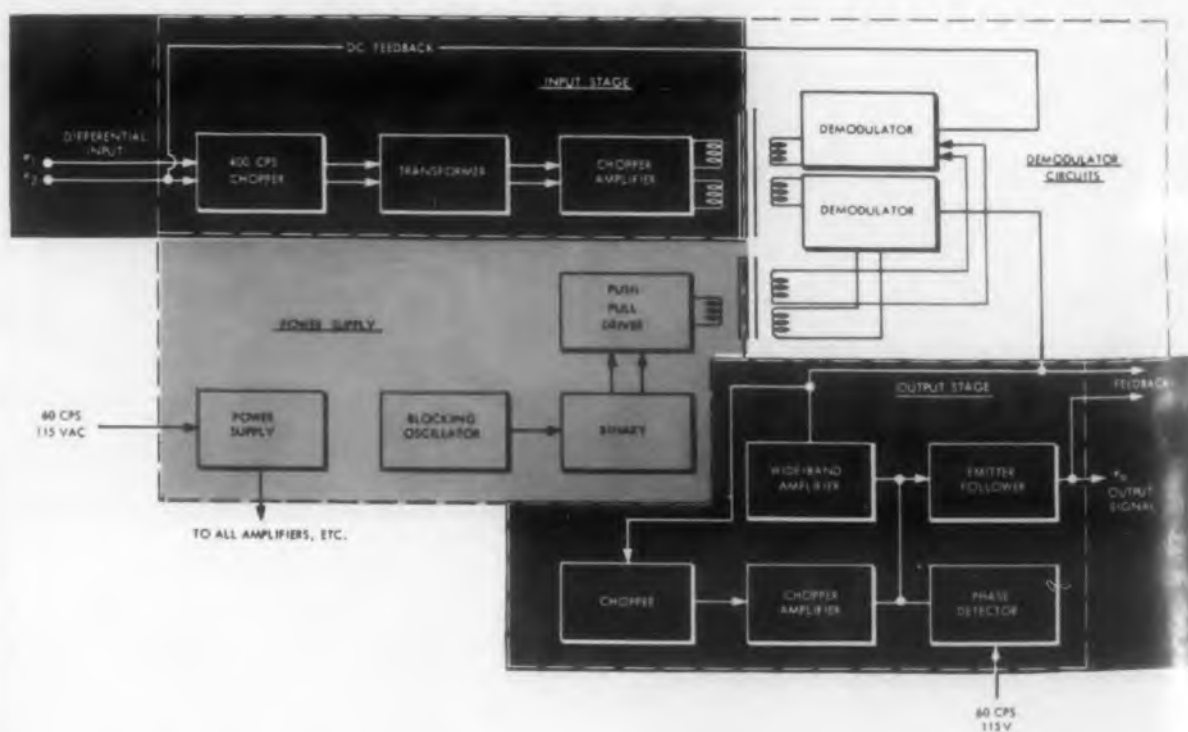 DC FEEDBACK
INPUT STAGE
DIFFERENTIAL
INPUT
e1
e2
400 CPS
CHOPPER
TRANSFORMER
CHOPPER
AMPLIFIER
DEMODULATOR
DEMODULATOR
DEMODULATOR
CIRCUITS
POWER SUPPLY
PUSH
PULL
DRIVER
60 CPS
115 VAC
POWER
SUPPLY
BLOCKING
OSCILLATOR
BINARY
TO ALL AMPLIFIERS, ETC.
OUTPUT STAGE
FEEDBACK
WIDEBAND
AMPLIFIER
EMITTER
FOLLOWER
OUTPUT
SIGNAL
CHOPPER
CHOPPER
AMPLIFIER
PHASE
DETECTOR
60 CPS
115 V